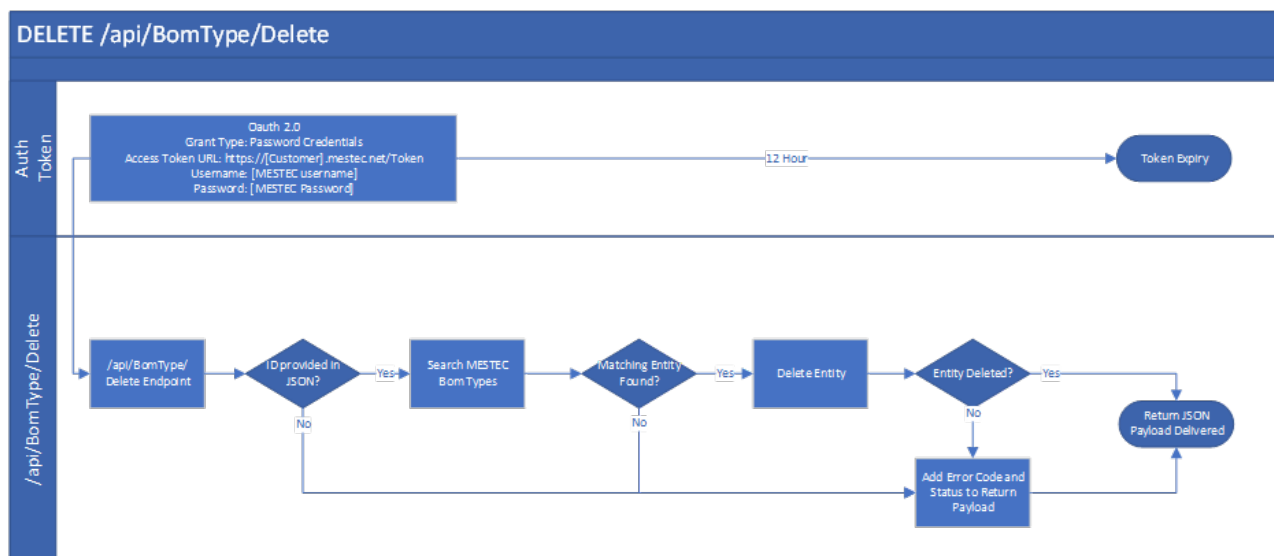 DELETE /api/BomType/Delete
Auth
Token
Oauth 2.0
Grant Type: Password Credentials
Access Token URL: https://[Customer].mestec.net/Token
Username: [MESTEC username]
Password: [MESTEC Password]
12 Hour
Token Expiry
/api/BomType/Delete
/api/BomType/
Delete Endpoint
ID provided in
JSON?
Yes
No
Search MESTEC
Bom Types
Matching Entity
Found?
Yes
No
Delete Entity
Entity Deleted?
Yes
No
Add Error Code and
Status to Return
Payload
Return JSON
Payload Delivered